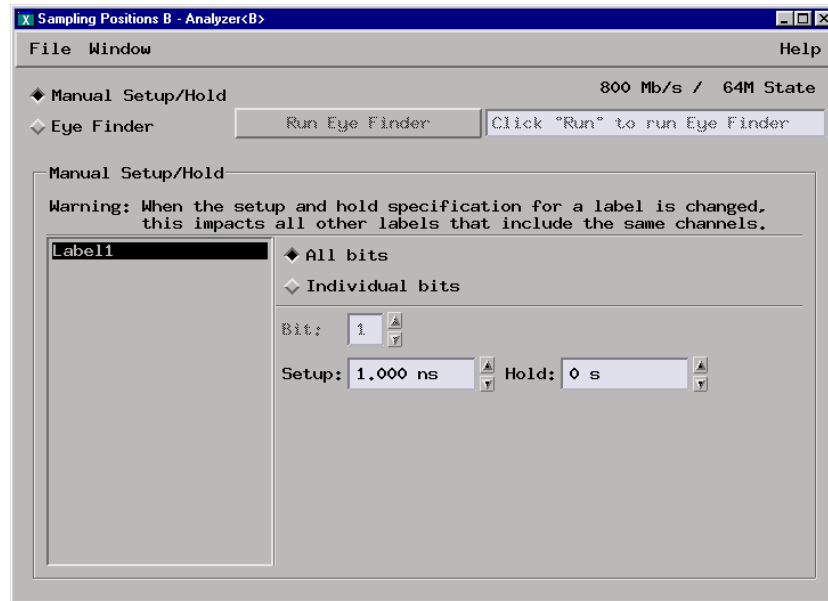 Sampling Positions B - Analyzer<B>
File Window Help
Manual Setup/Hold 800 Mb/s / 64M State
Eye Finder Run Eye Finder Click "Run" to run Eye Finder
Manual Setup/Hold
Warning: When the setup and hold specification for a label is changed,
this impacts all other labels that include the same channels.
Label1
All bits
Individual bits
Bit: 1
Setup: 1.000 ns Hold: 0 s